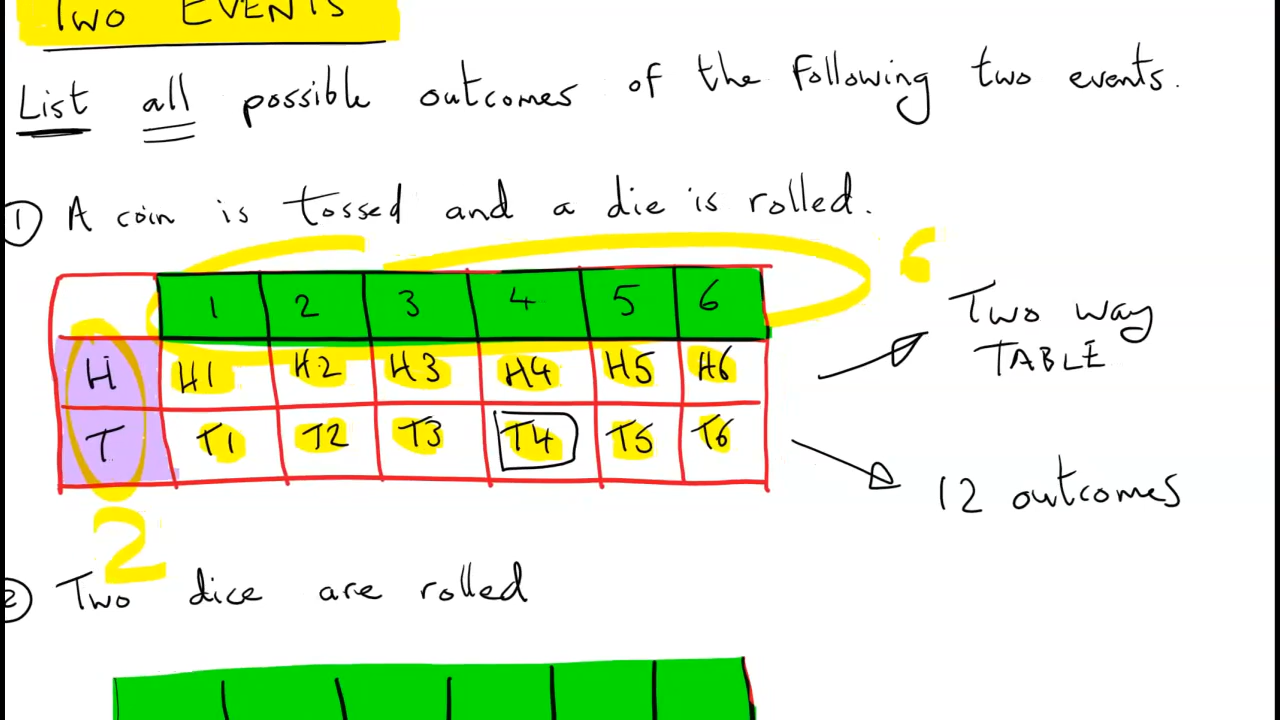 TWO EVENTS
List all possible outcomes of the following two events.
① A coin is tossed and a die is rolled.
6
1 2 3 4 5 6
H H1 H2 H3 H4 H5 H6
T T1 T2 T3 T4 T5 T6
Two way
TABLE
12 outcomes
2
② Two dice are rolled